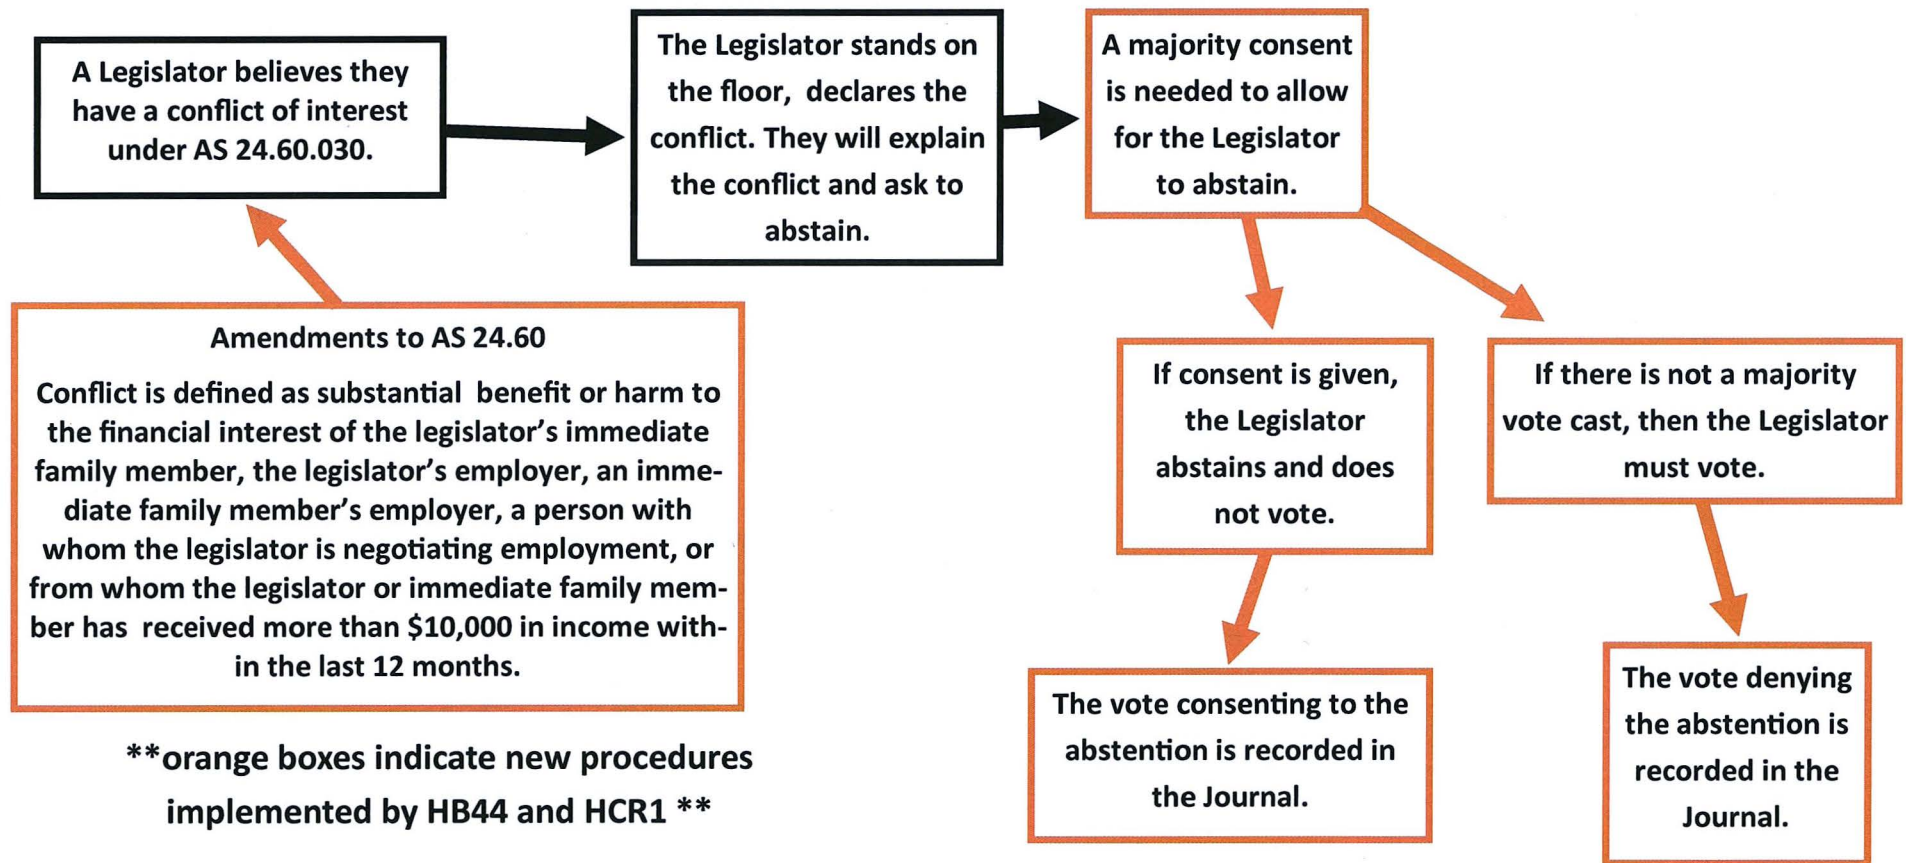 A Legislator believes they
have a conflict of interest
under AS 24.60.030.
The Legislator stands on
the floor, declares the
conflict. They will explain
the conflict and ask to
abstain.
A majority consent
is needed to allow
for the Legislator
to abstain.
Amendments to AS 24.60
Conflict is defined as substantial benefit or harm to
the financial interest of the legislator’s immediate
family member, the legislator’s employer, an imme-
diate family member’s employer, a person with
whom the legislator is negotiating employment, or
from whom the legislator or immediate family mem-
ber has received more than $10,000 in income with-
in the last 12 months.
If consent is given,
the Legislator
abstains and does
not vote.
If there is not a majority
vote cast, then the Legislator
must vote.
The vote consenting to the
abstention is recorded in
the Journal.
The vote denying
the abstention is
recorded in the
Journal.
**orange boxes indicate new procedures
implemented by HB44 and HCR1 **